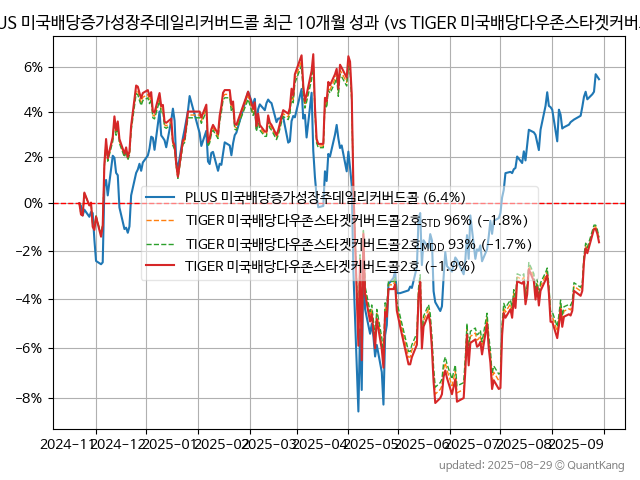 US 미국배당증가성장주데일리커버드콜 최근 10개월 성과 (vs TIGER 미국배당다우존스타겟커버
6%
4%
2%
0%
−2%
−4%
−6%
−8%
PLUS 미국배당증가성장주데일리커버드콜 (6.4%)
TIGER 미국배당다우존스타겟커버드콜2호STD 96% (−1.8%)
TIGER 미국배당다우존스타겟커버드콜2호MDD 93% (−1.7%)
TIGER 미국배당다우존스타겟커버드콜2호 (−1.9%)
2024-11 2024-12 2025-01 2025-02 2025-03 2025-04 2025-05 2025-06 2025-07 2025-08 2025-09
updated: 2025-08-29 © QuantKang